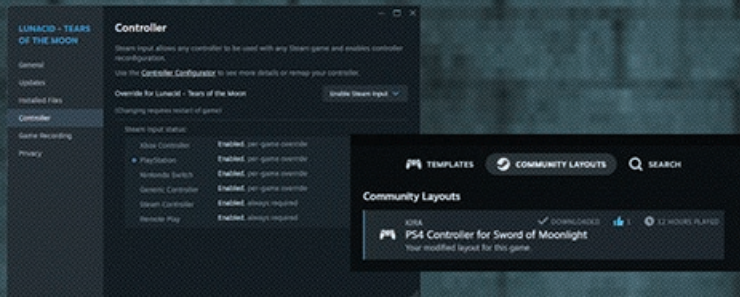 LUNACID - TEARS
OF THE MOON
General
Updates
Installed Files
Controller
Game Recording
Privacy
Controller
Steam Input allows any controller to be used with any Steam game and enables controller
reconfiguration.
Use the Controller Configurator to see more details or remap your controller.
Override for Lunacid - Tears of the Moon
Enable Steam Input
(Changing requires restart of game)
Steam Input status:
Xbox Controller Enabled, per-game override
PlayStation Enabled, per-game override
Nintendo Switch Enabled, per-game override
Generic Controller Enabled, per-game override
Steam Controller Enabled, always required
Remote Play Enabled, always required
TEMPLATES COMMUNITY LAYOUTS SEARCH
Community Layouts
KIRA DOWNLOADED 1 12 HOURS PLAYED
PS4 Controller for Sword of Moonlight
Your modified layout for this game